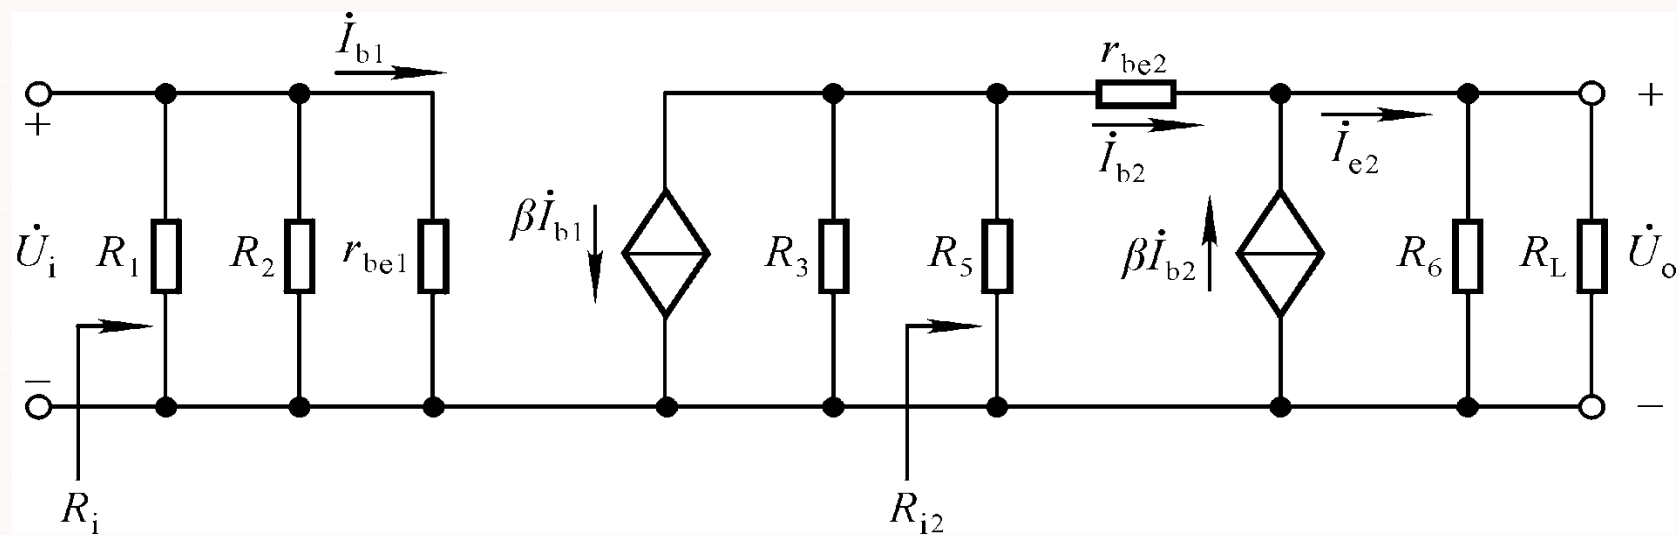 İb1
rbe2
+
+
İb2
İe2
U̇i
R1
R2
rbe1
βİb1
R3
R5
βİb2
R6
RL
U̇o
−
−
Ri
Ri2